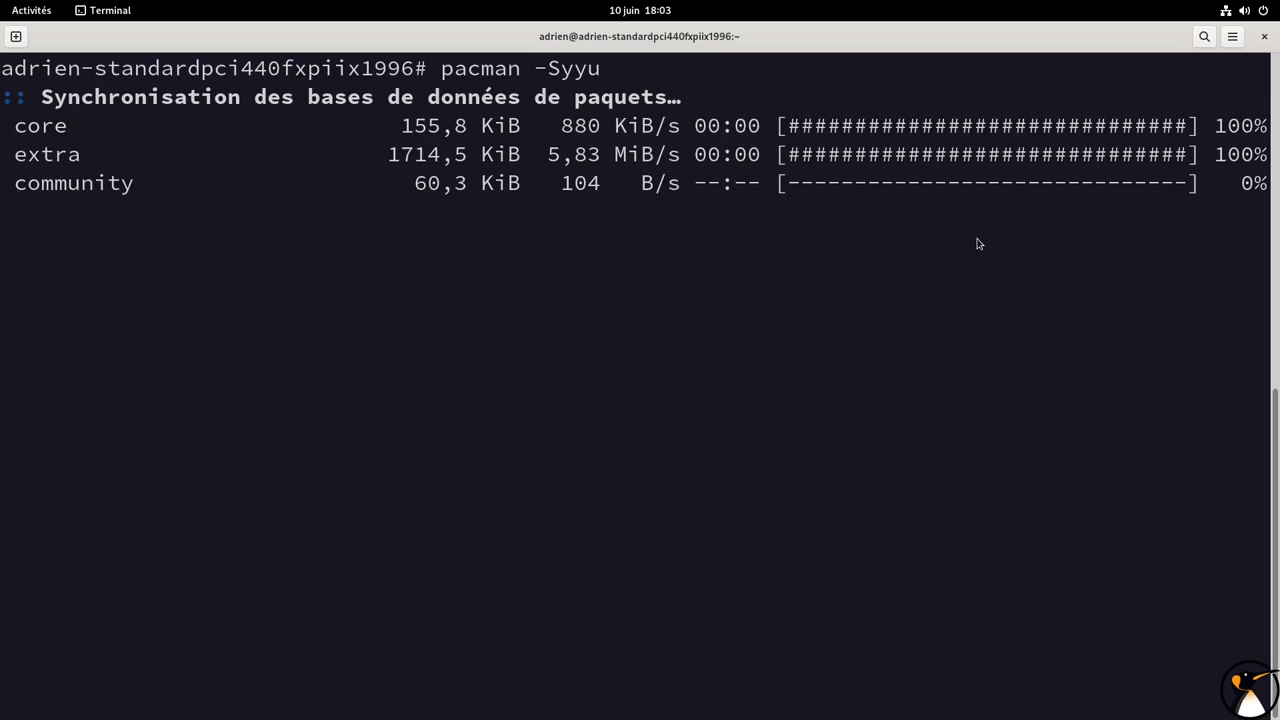 Activités Terminal 10 juin 18:03
adrien@adrien-standardpci440fxpiix1996:~
adrien-standardpci440fxpiix1996# pacman -Syyu
:: Synchronisation des bases de données de paquets…
core 155,8 KiB 880 KiB/s 00:00 [##############################] 100%
extra 1714,5 KiB 5,83 MiB/s 00:00 [##############################] 100%
community 60,3 KiB 104 B/s --:-- [------------------------------] 0%